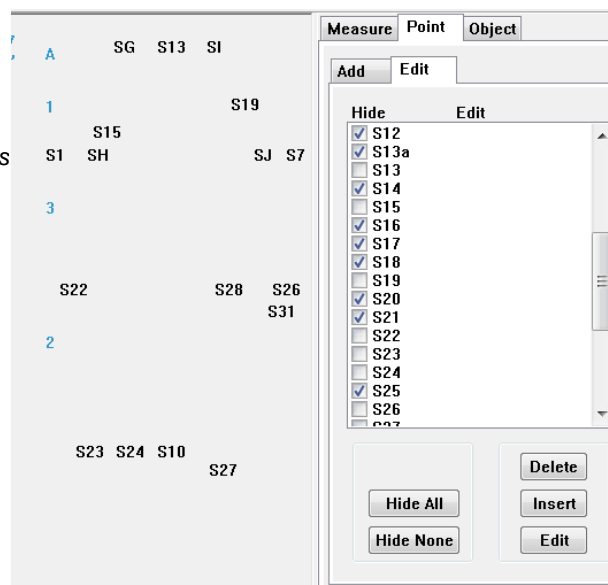 Measure Point Object
Add Edit
Hide Edit
S12
S13a
S13
S14
S15
S16
S17
S18
S19
S20
S21
S22
S23
S24
S25
S26
S27
Delete
Hide All Insert
Hide None Edit
A SG S13 SI
1 S19
S15
S S1 SH SJ S7
3
S22 S28 S26
S31
2
S23 S24 S10
S27